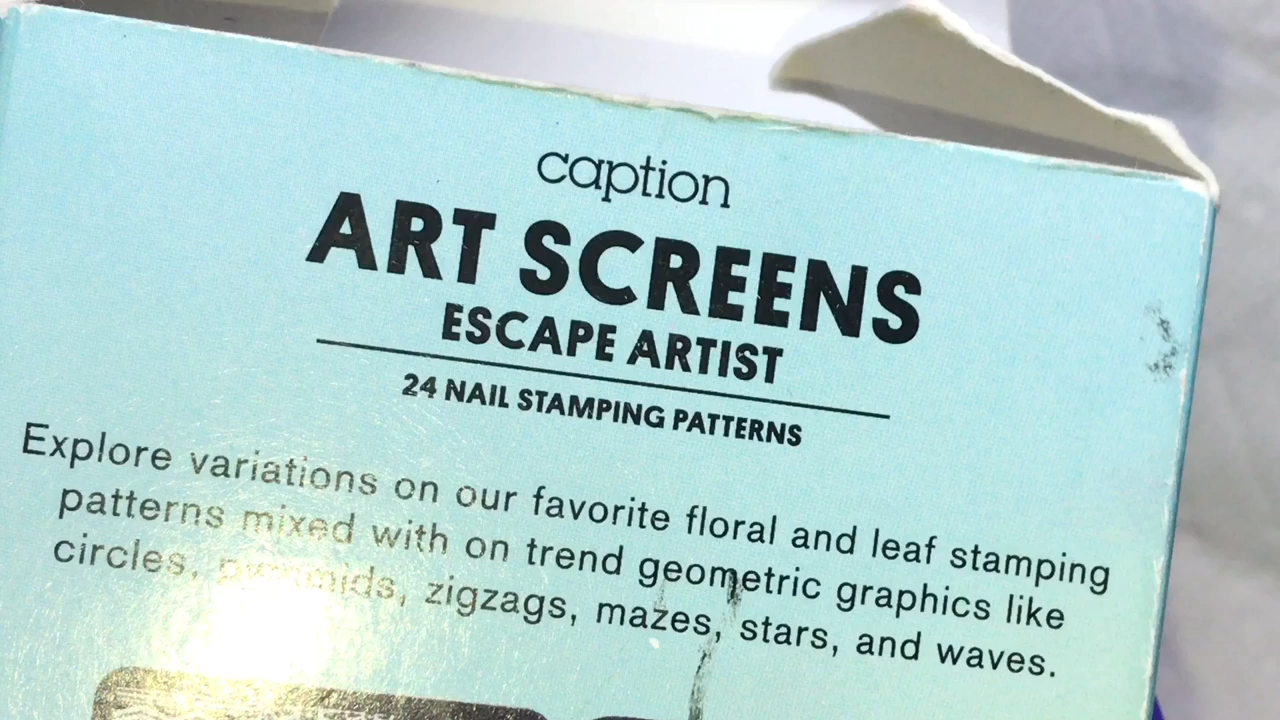 caption
ART SCREENS
ESCAPE ARTIST
24 NAIL STAMPING PATTERNS
Explore variations on our favorite floral and leaf stamping
patterns mixed with on trend geometric graphics like
circles, pyramids, zigzags, mazes, stars, and waves.